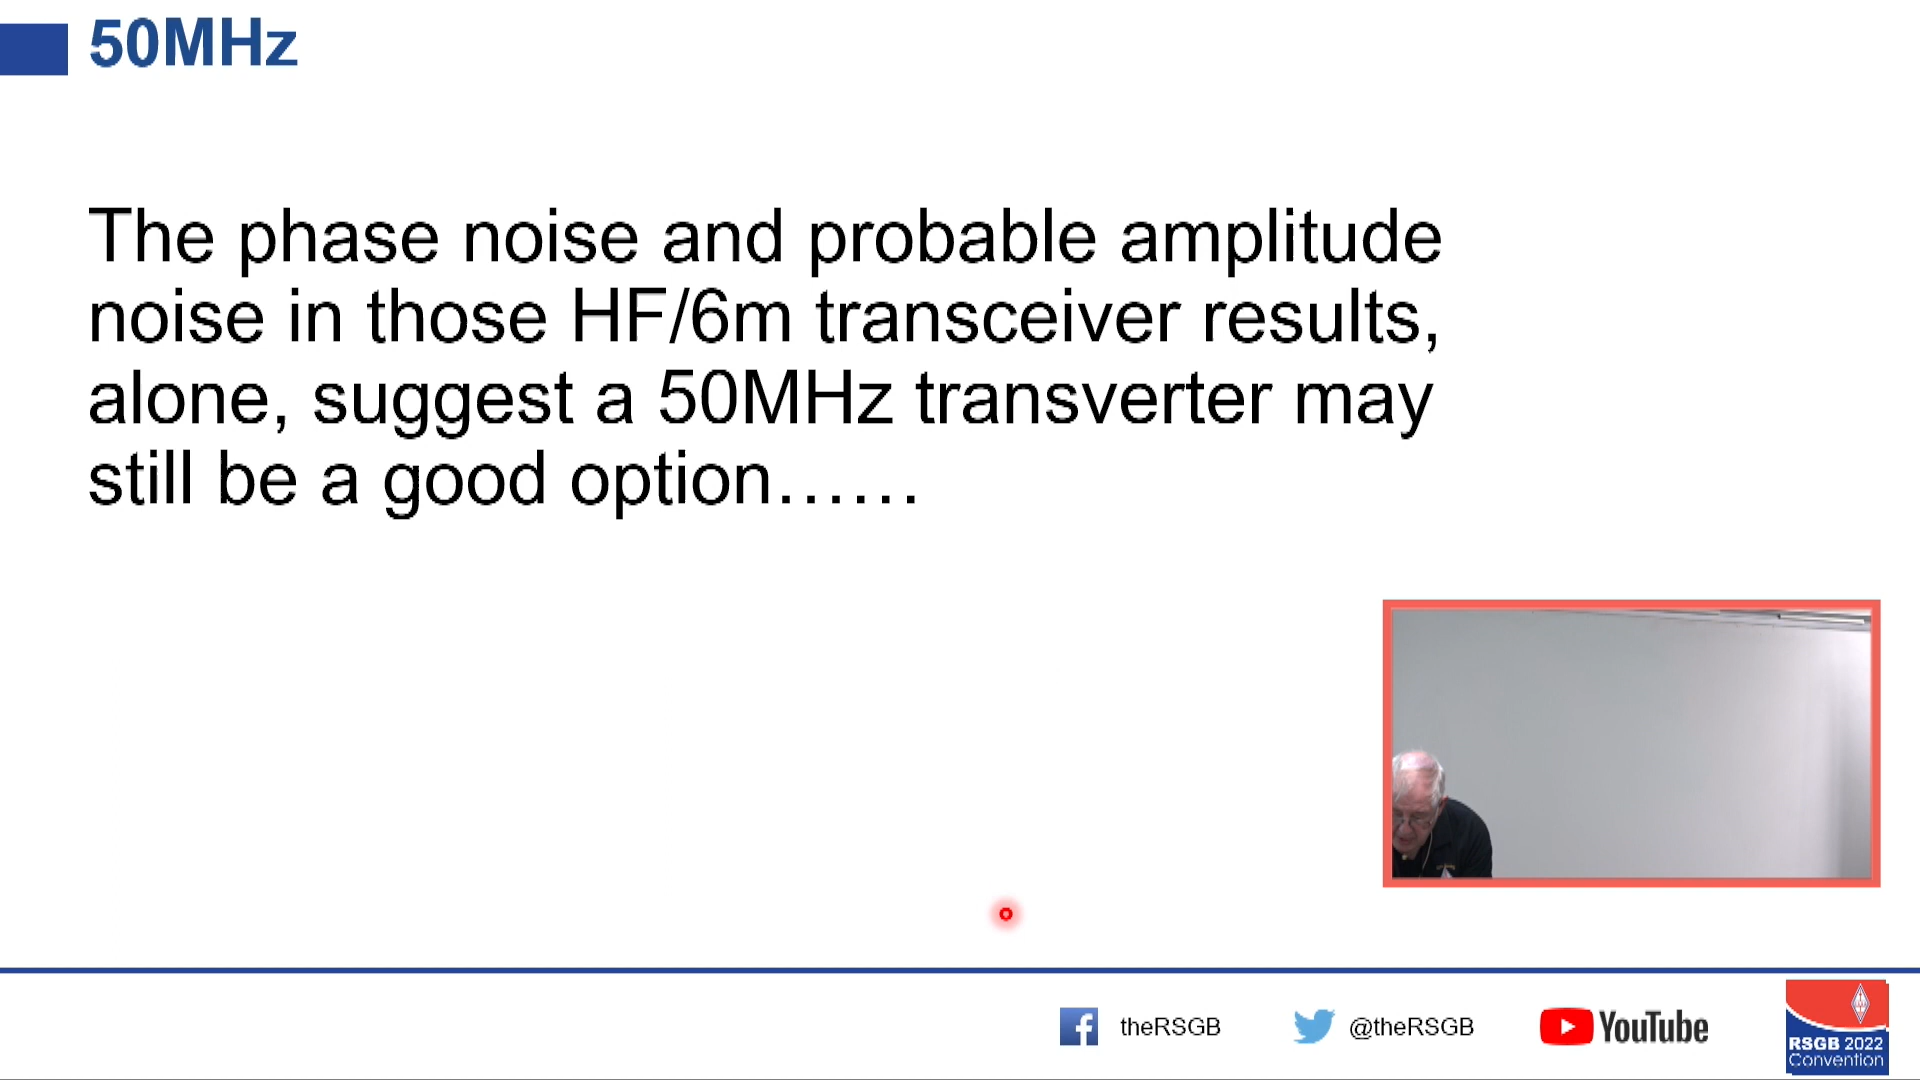 50MHz
The phase noise and probable amplitude
noise in those HF/6m transceiver results,
alone, suggest a 50MHz transverter may
still be a good option……
theRSGB
@theRSGB
YouTube
RSGB 2022
Convention